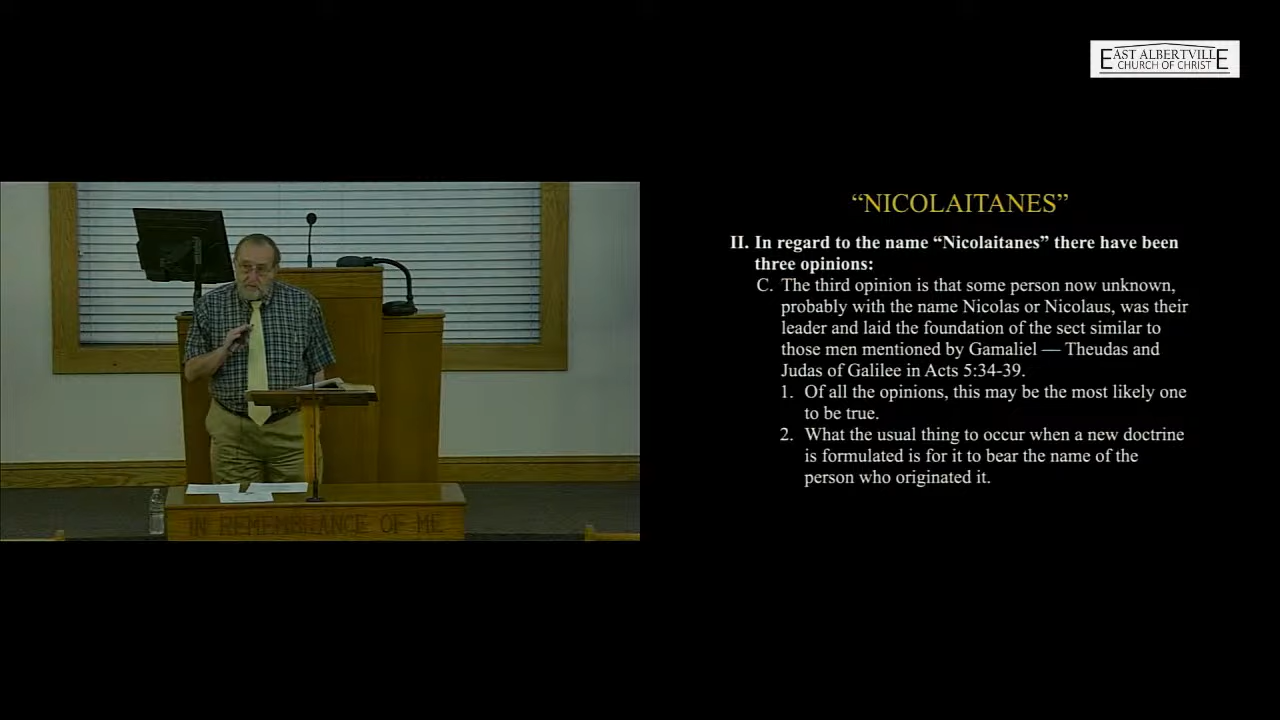 EAST ALBERTVILLE
CHURCH OF CHRIST
“NICOLAITANES”
II. In regard to the name “Nicolaitanes” there have been
three opinions:
C. The third opinion is that some person now unknown,
probably with the name Nicolas or Nicolaus, was their
leader and laid the foundation of the sect similar to
those men mentioned by Gamaliel — Theudas and
Judas of Galilee in Acts 5:34-39.
1. Of all the opinions, this may be the most likely one
to be true.
2. What the usual thing to occur when a new doctrine
is formulated is for it to bear the name of the
person who originated it.
IN REMEMBRANCE OF ME